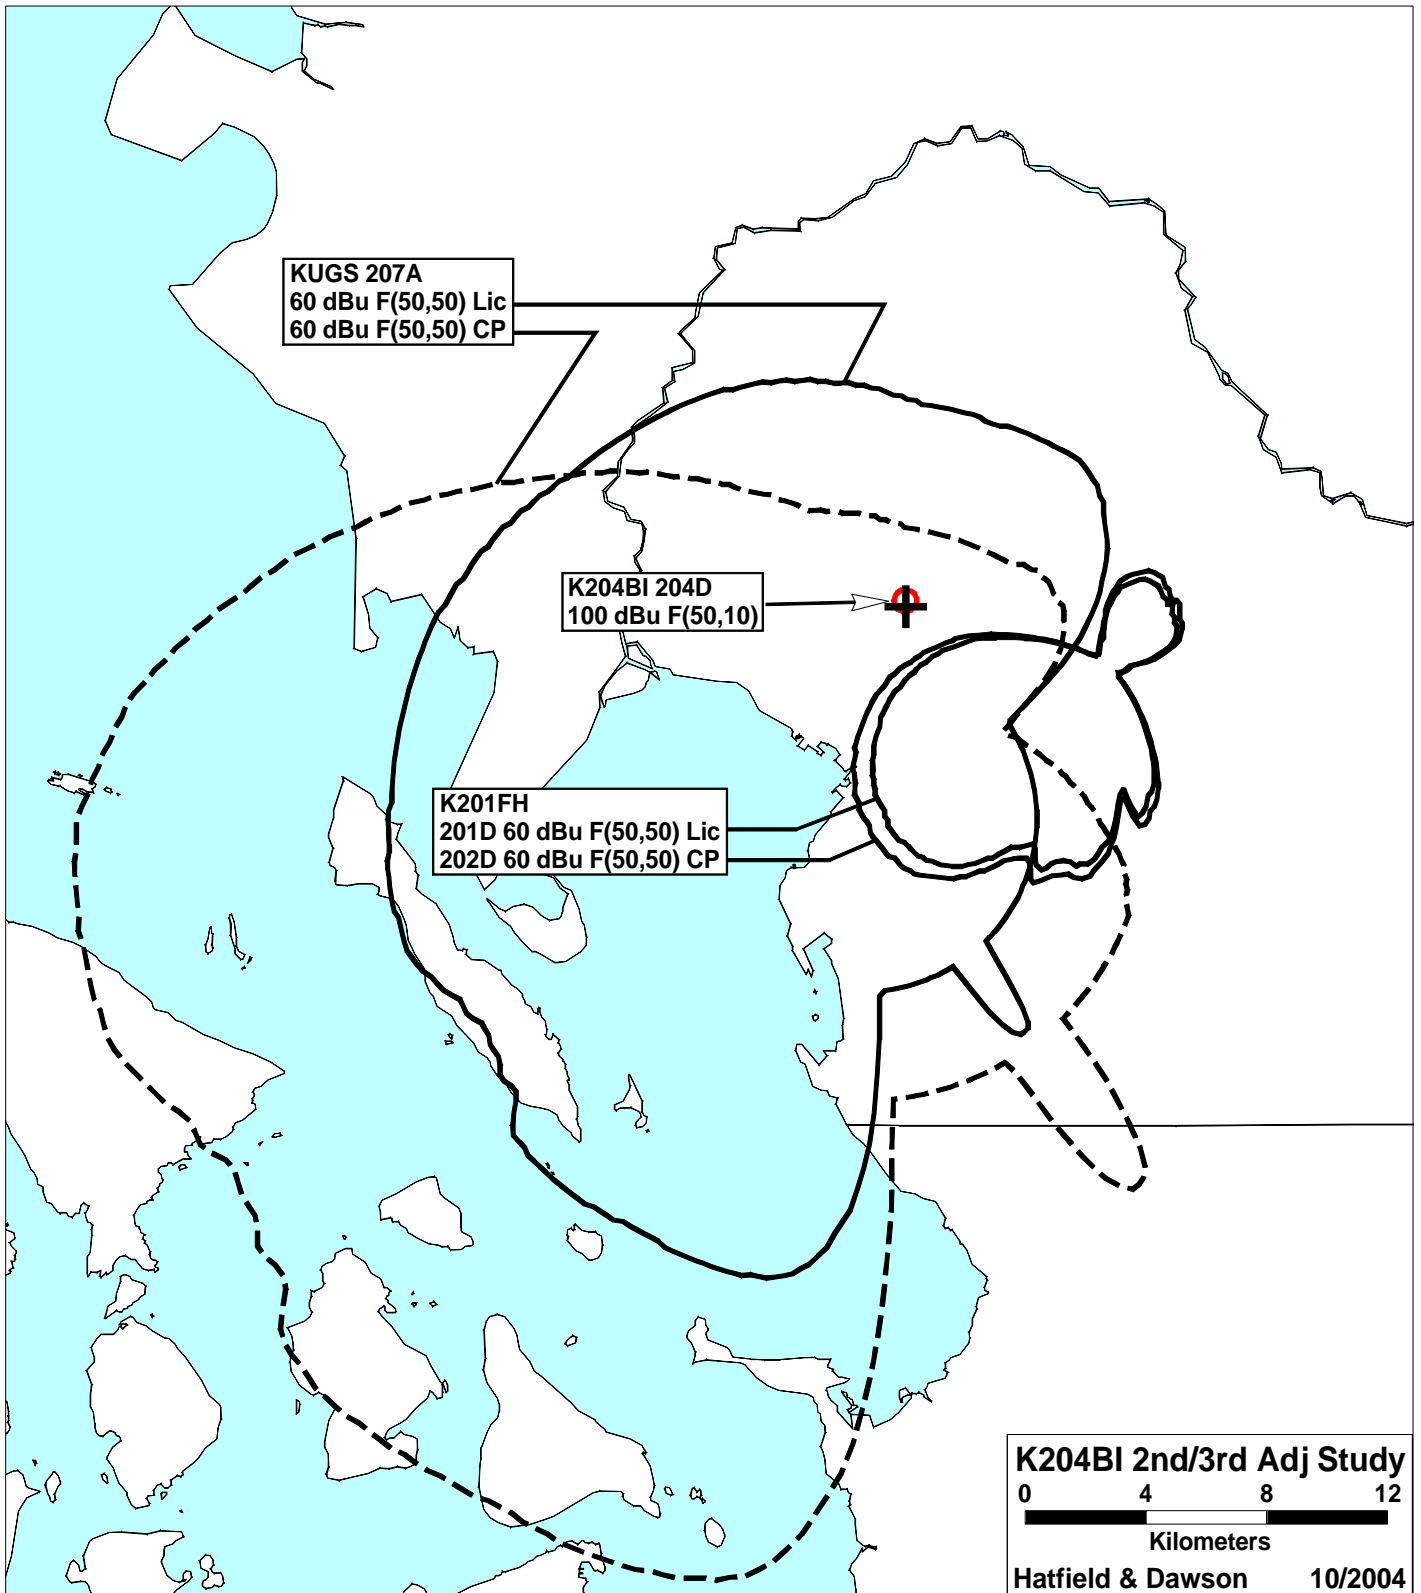 KUGS 207A
60 dBu F(50,50) Lic
60 dBu F(50,50) CP
K204BI 204D
100 dBu F(50,10)
K201FH
201D 60 dBu F(50,50) Lic
202D 60 dBu F(50,50) CP
K204BI 2nd/3rd Adj Study
0 4 8 12
Kilometers
Hatfield & Dawson 10/2004